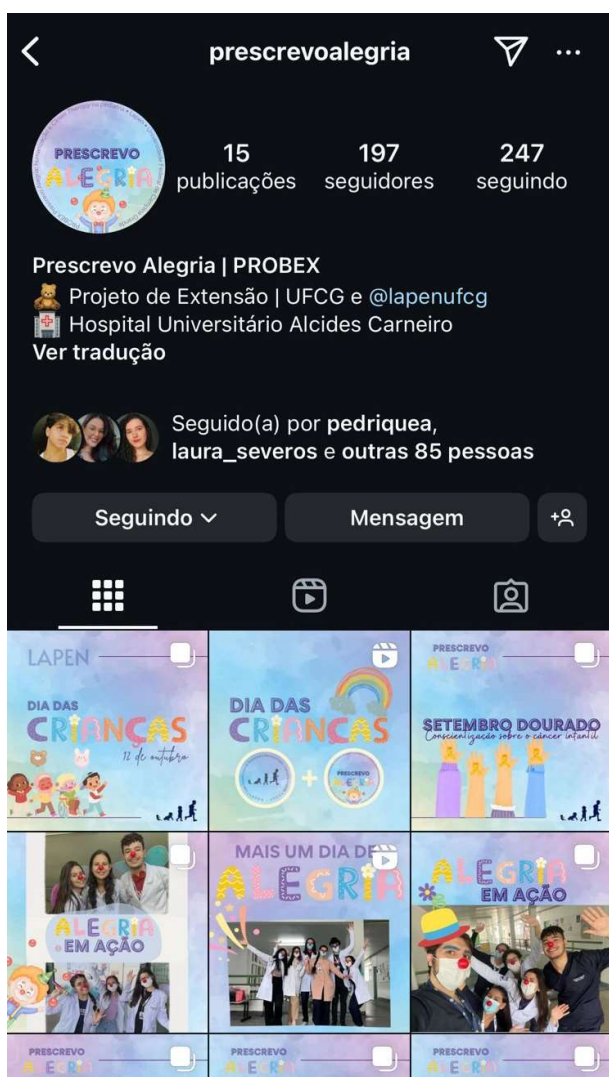 prescrevoalegria
PRESCREVO
ALEGRIA
15
publicações
197
seguidores
247
seguindo
Prescrevo Alegria | PROBEX
Projeto de Extensão | UFCG e @lapenufcg
Hospital Universitário Alcides Carneiro
Ver tradução
Seguido(a) por pedriquea,
laura_severos e outras 85 pessoas
Seguindo
Mensagem
LAPEN
DIA DAS
CRIANÇAS
12 de outubro
DIA DAS
CRIANÇAS
PRESCREVO
ALEGRIA
PRESCREVO
ALEGRIA
SETEMBRO DOURADO
Conscientização sobre o câncer infantil
ALEGRIA
EM AÇÃO
MAIS UM DIA DE
ALEGRIA
ALEGRIA
EM AÇÃO
PRESCREVO
ALEGRIA
PRESCREVO
ALEGRIA
PRESCREVO
ALEGRIA